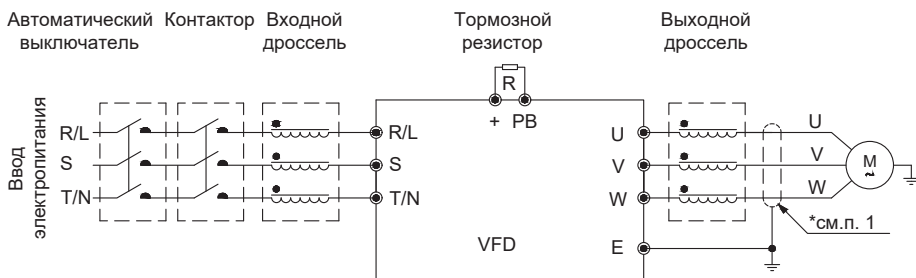 Автоматический выключатель
Контактор
Входной дроссель
Тормозной резистор
Выходной дроссель
Ввод электропитания
R/L
S
T/N
R/L
S
T/N
R
+ PB
VFD
U
V
W
E
U
V
W
M
~
*см.п. 1